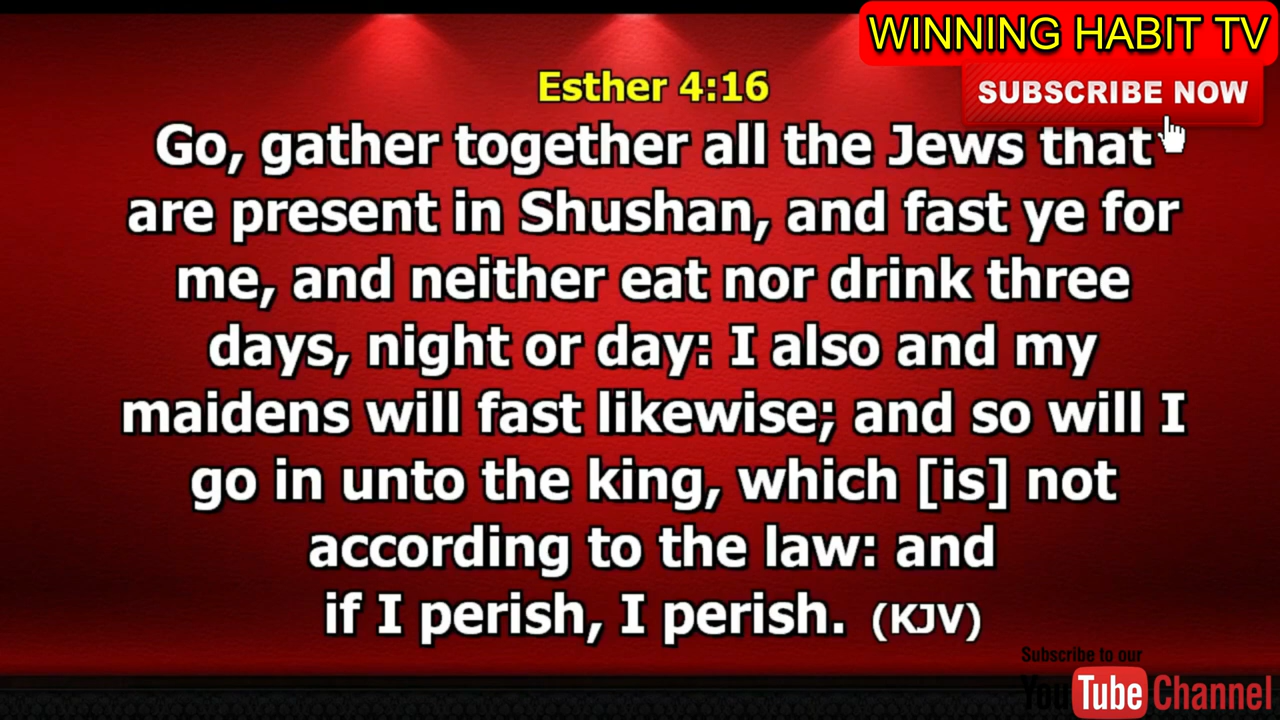 WINNING HABIT TV
SUBSCRIBE NOW
Esther 4:16
Go, gather together all the Jews that
are present in Shushan, and fast ye for
me, and neither eat nor drink three
days, night or day: I also and my
maidens will fast likewise; and so will I
go in unto the king, which [is] not
according to the law: and
if I perish, I perish. (KJV)
Subscribe to our
YouTube Channel